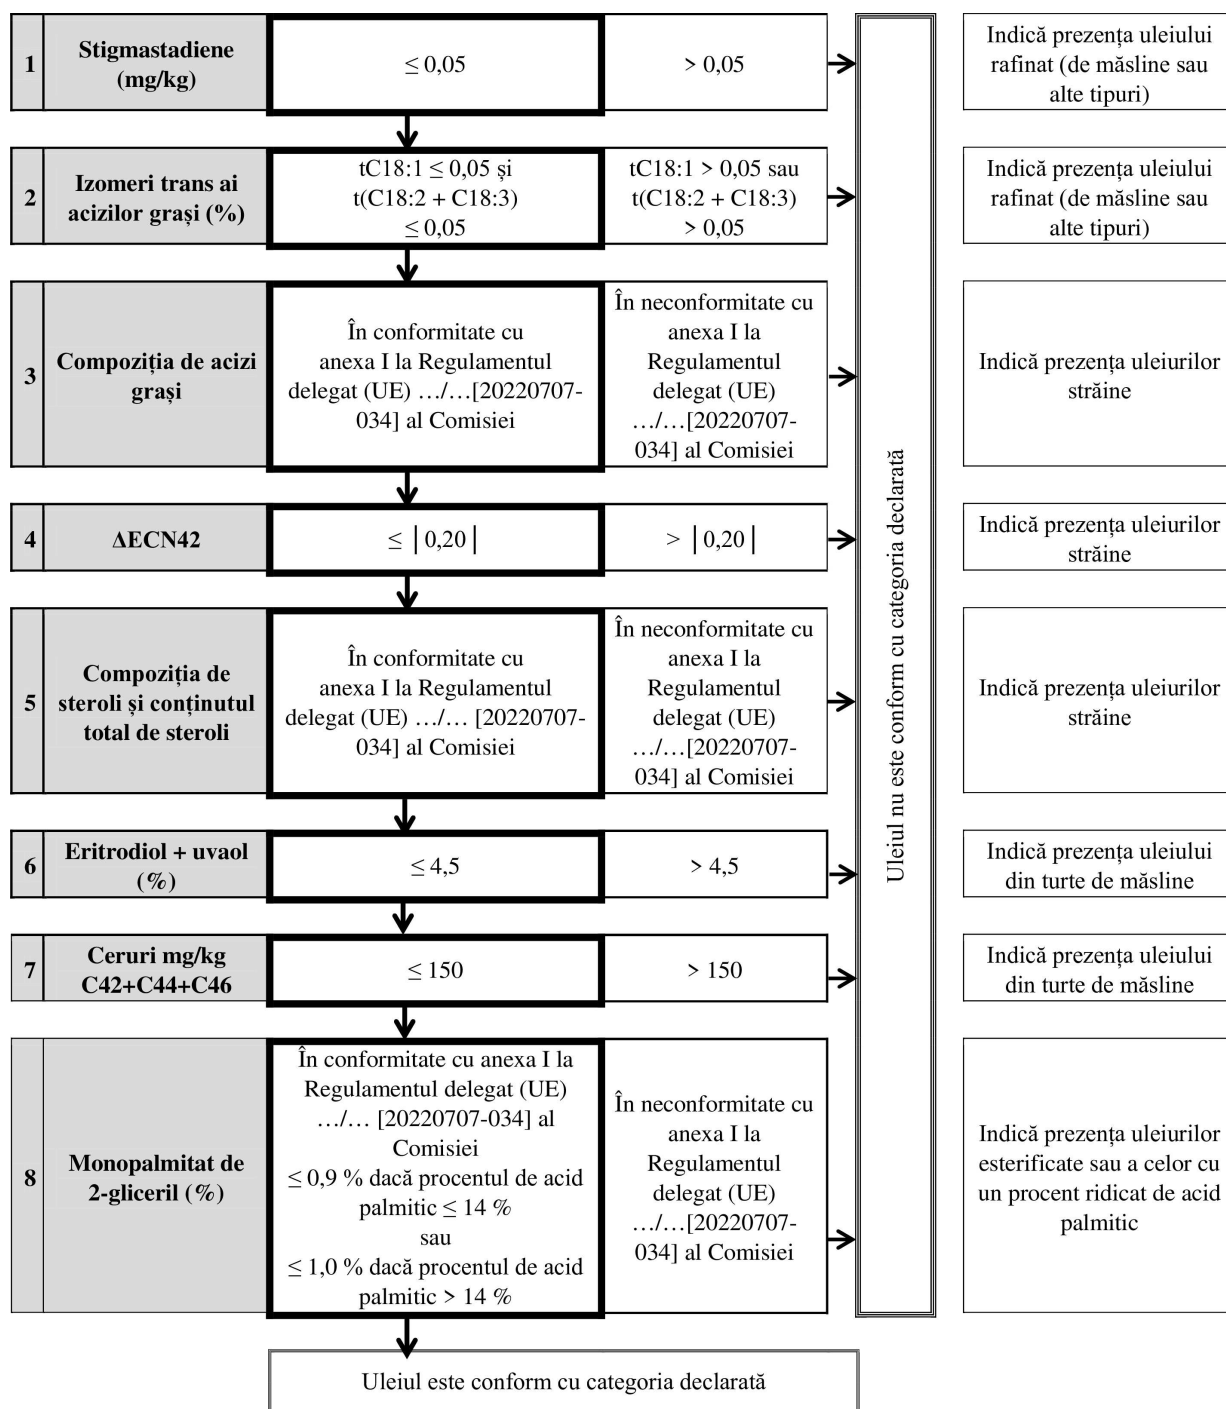 1
Stigmastadiene
(mg/kg)
≤ 0,05
> 0,05
Indică prezența uleiului
rafinat (de măsline sau
alte tipuri)
2
Izomeri trans ai
acizilor grași (%)
tC18:1 ≤ 0,05 și
t(C18:2 + C18:3)
≤ 0,05
tC18:1 > 0,05 sau
t(C18:2 + C18:3)
> 0,05
Indică prezența uleiului
rafinat (de măsline sau
alte tipuri)
3
Compoziția de acizi
grași
În conformitate cu
anexa I la Regulamentul
delegat (UE) …/…[20220707-
034] al Comisiei
În neconformitate cu
anexa I la
Regulamentul
delegat (UE)
…/…[20220707-
034] al Comisiei
Indică prezența uleiurilor
străine
4
ΔECN42
≤ │0,20│
> │0,20│
Indică prezența uleiurilor
străine
5
Compoziția de
steroli și conținutul
total de steroli
În conformitate cu
anexa I la Regulamentul
delegat (UE) …/… [20220707-
034] al Comisiei
În neconformitate cu
anexa I la
Regulamentul
delegat (UE)
…/…[20220707-
034] al Comisiei
Indică prezența uleiurilor
străine
6
Eritrodiol + uvaol
(%)
≤ 4,5
> 4,5
Indică prezența uleiului
din turte de măsline
7
Ceruri mg/kg
C42+C44+C46
≤ 150
> 150
Indică prezența uleiului
din turte de măsline
8
Monopalmitat de
2-gliceril (%)
În conformitate cu anexa I la
Regulamentul delegat (UE)
…/… [20220707-034] al
Comisiei
≤ 0,9 % dacă procentul de acid
palmitic ≤ 14 %
sau
≤ 1,0 % dacă procentul de acid
palmitic > 14 %
În neconformitate cu
anexa I la
Regulamentul
delegat (UE)
…/…[20220707-
034] al Comisiei
Indică prezența uleiurilor
esterificate sau a celor cu
un procent ridicat de acid
palmitic
Uleiul nu este conform cu categoria declarată
Uleiul este conform cu categoria declarată